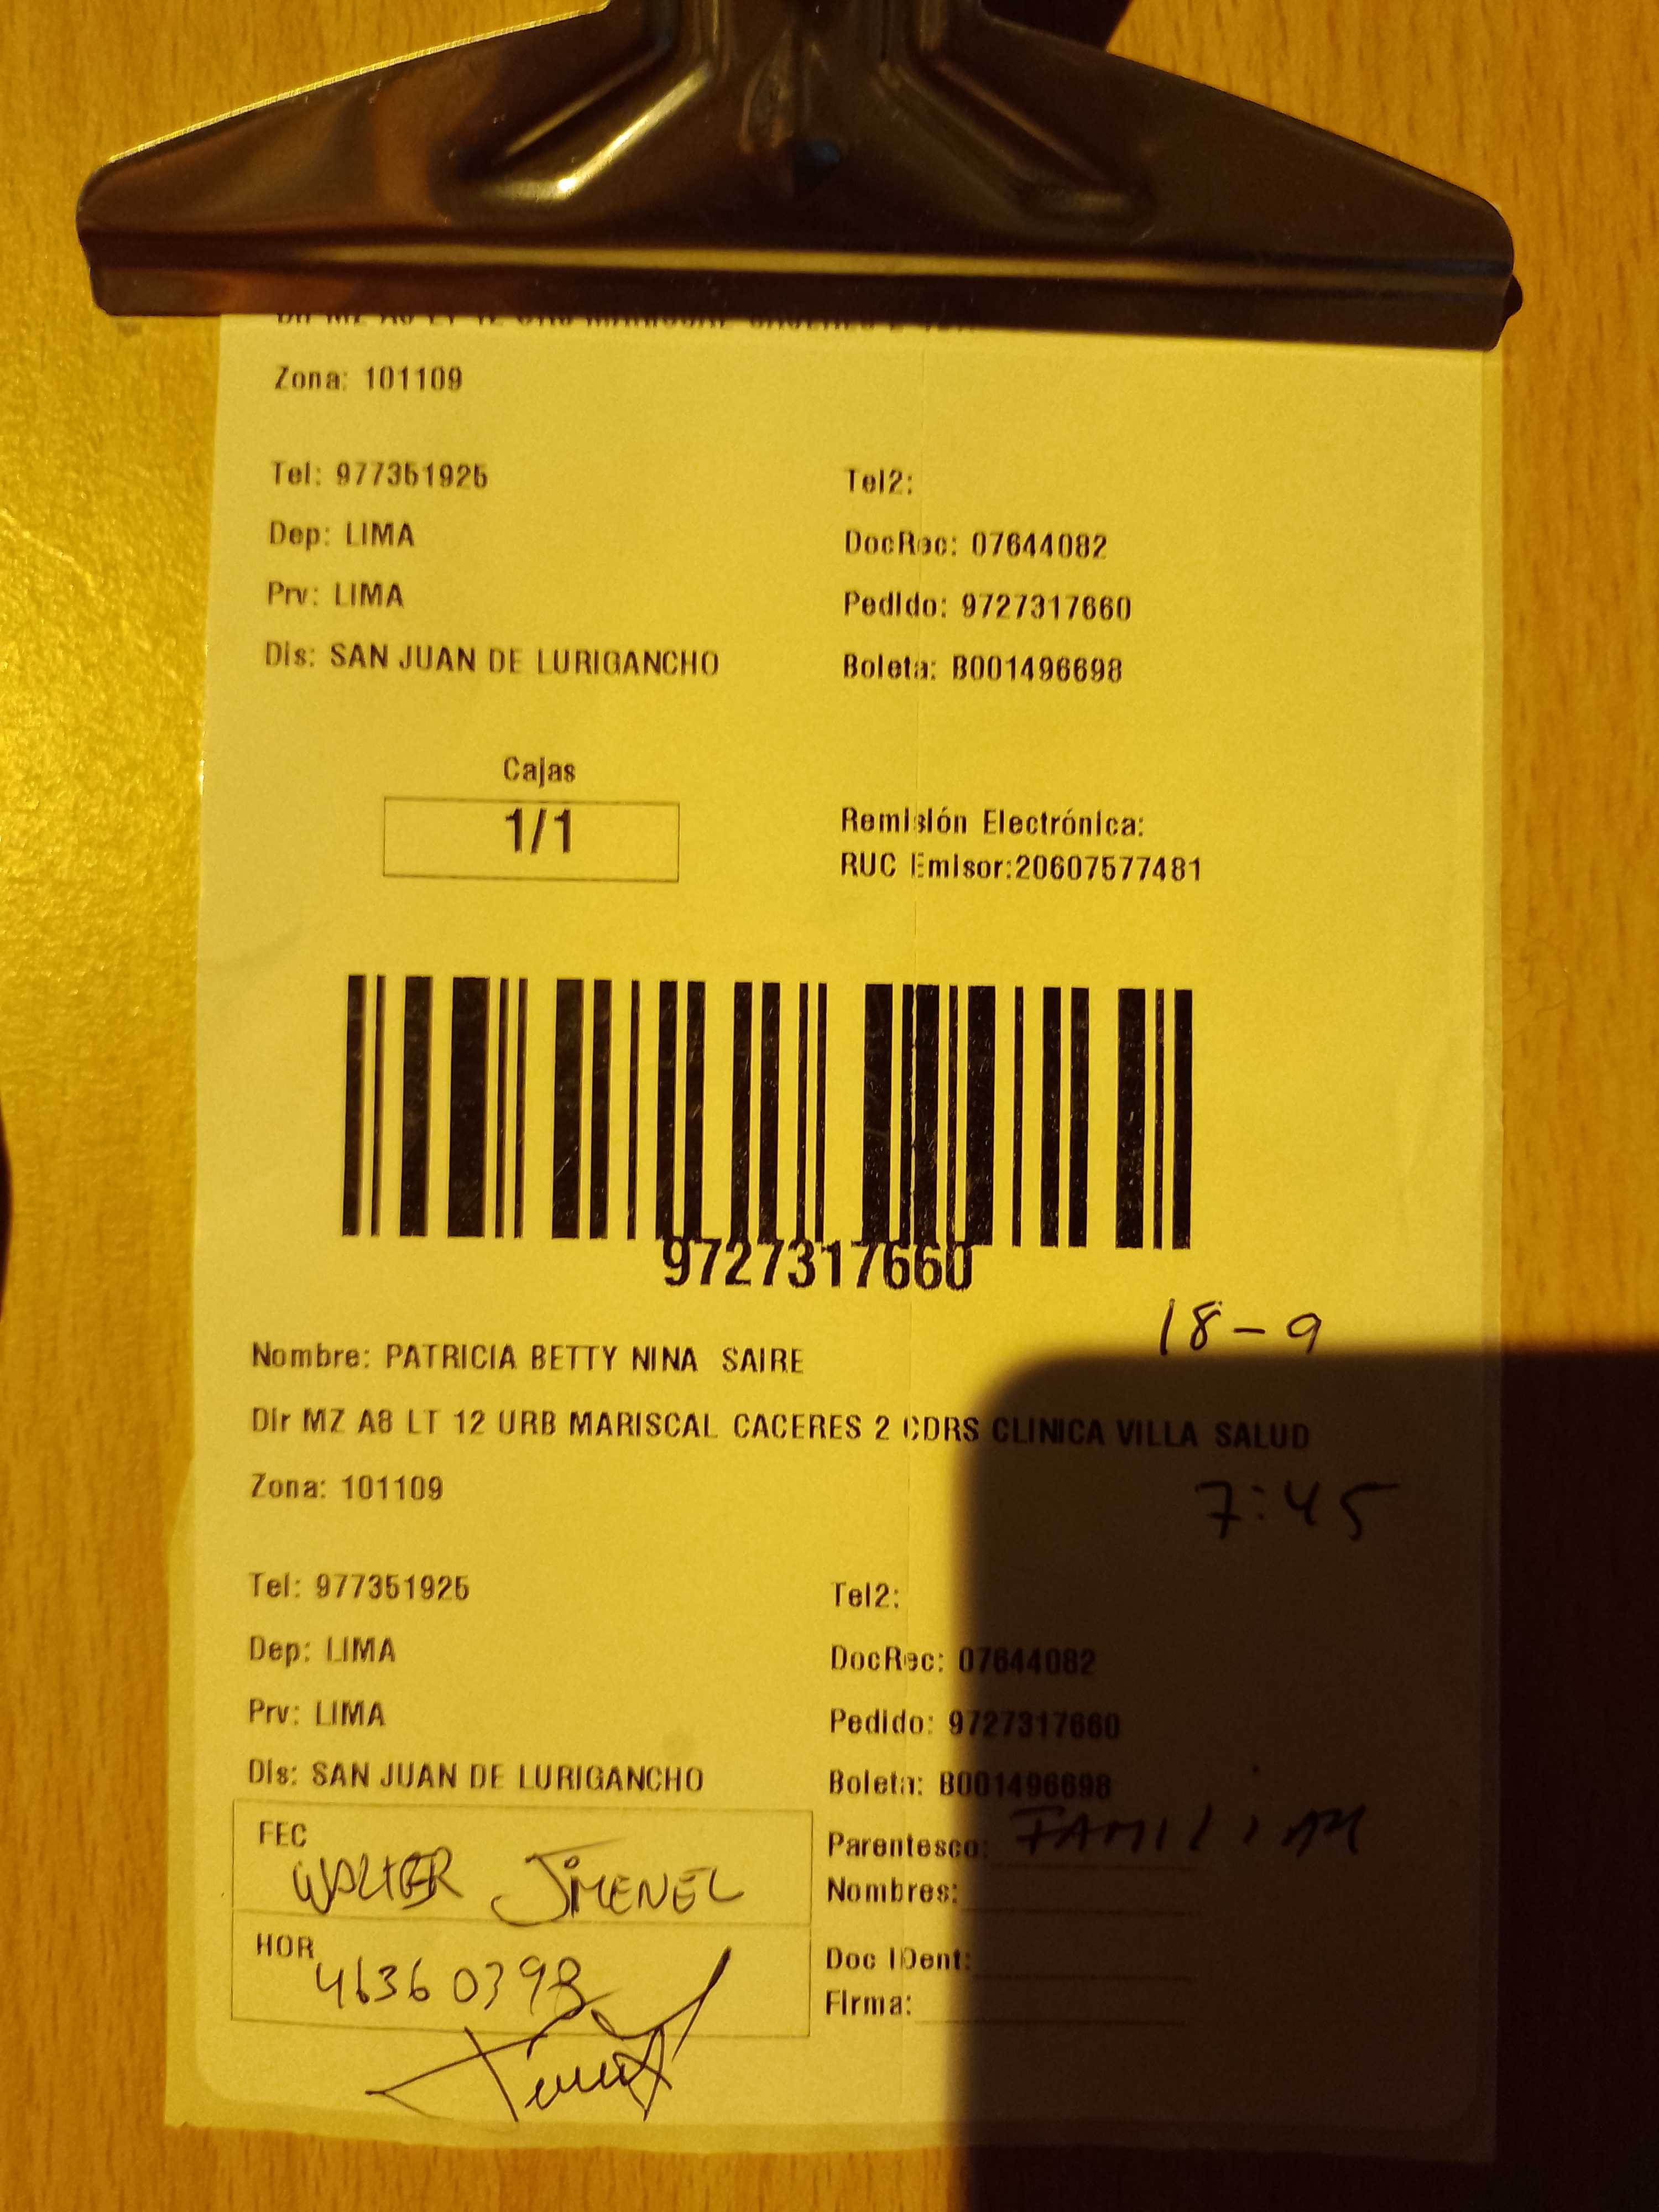 Zona: 101109
Tel: 977351925
Tel2:
Dep: LIMA
DocRec: 07644082
Prv: LIMA
Pedido: 9727317660
Dis: SAN JUAN DE LURIGANCHO
Boleta: B001496698
Cajas
1/1
Remisión Electrónica:
RUC Emisor:20607577481
9727317660
18-9
Nombre: PATRICIA BETTY NINA SAIRE
Dir MZ A8 LT 12 URB MARISCAL CACERES 2 CDRS CLINICA VILLA SALUD
Zona: 101109
7:45
Tel: 977351925
Tel2:
Dep: LIMA
DocRec: 07644082
Prv: LIMA
Pedido: 9727317660
Dis: SAN JUAN DE LURIGANCHO
Boleta: B001496698
FEC
WALTER JIMENEZ
Parentesco: FAMILIAR
Nombres:
HOR
46360398
Doc IDent:
Firma: